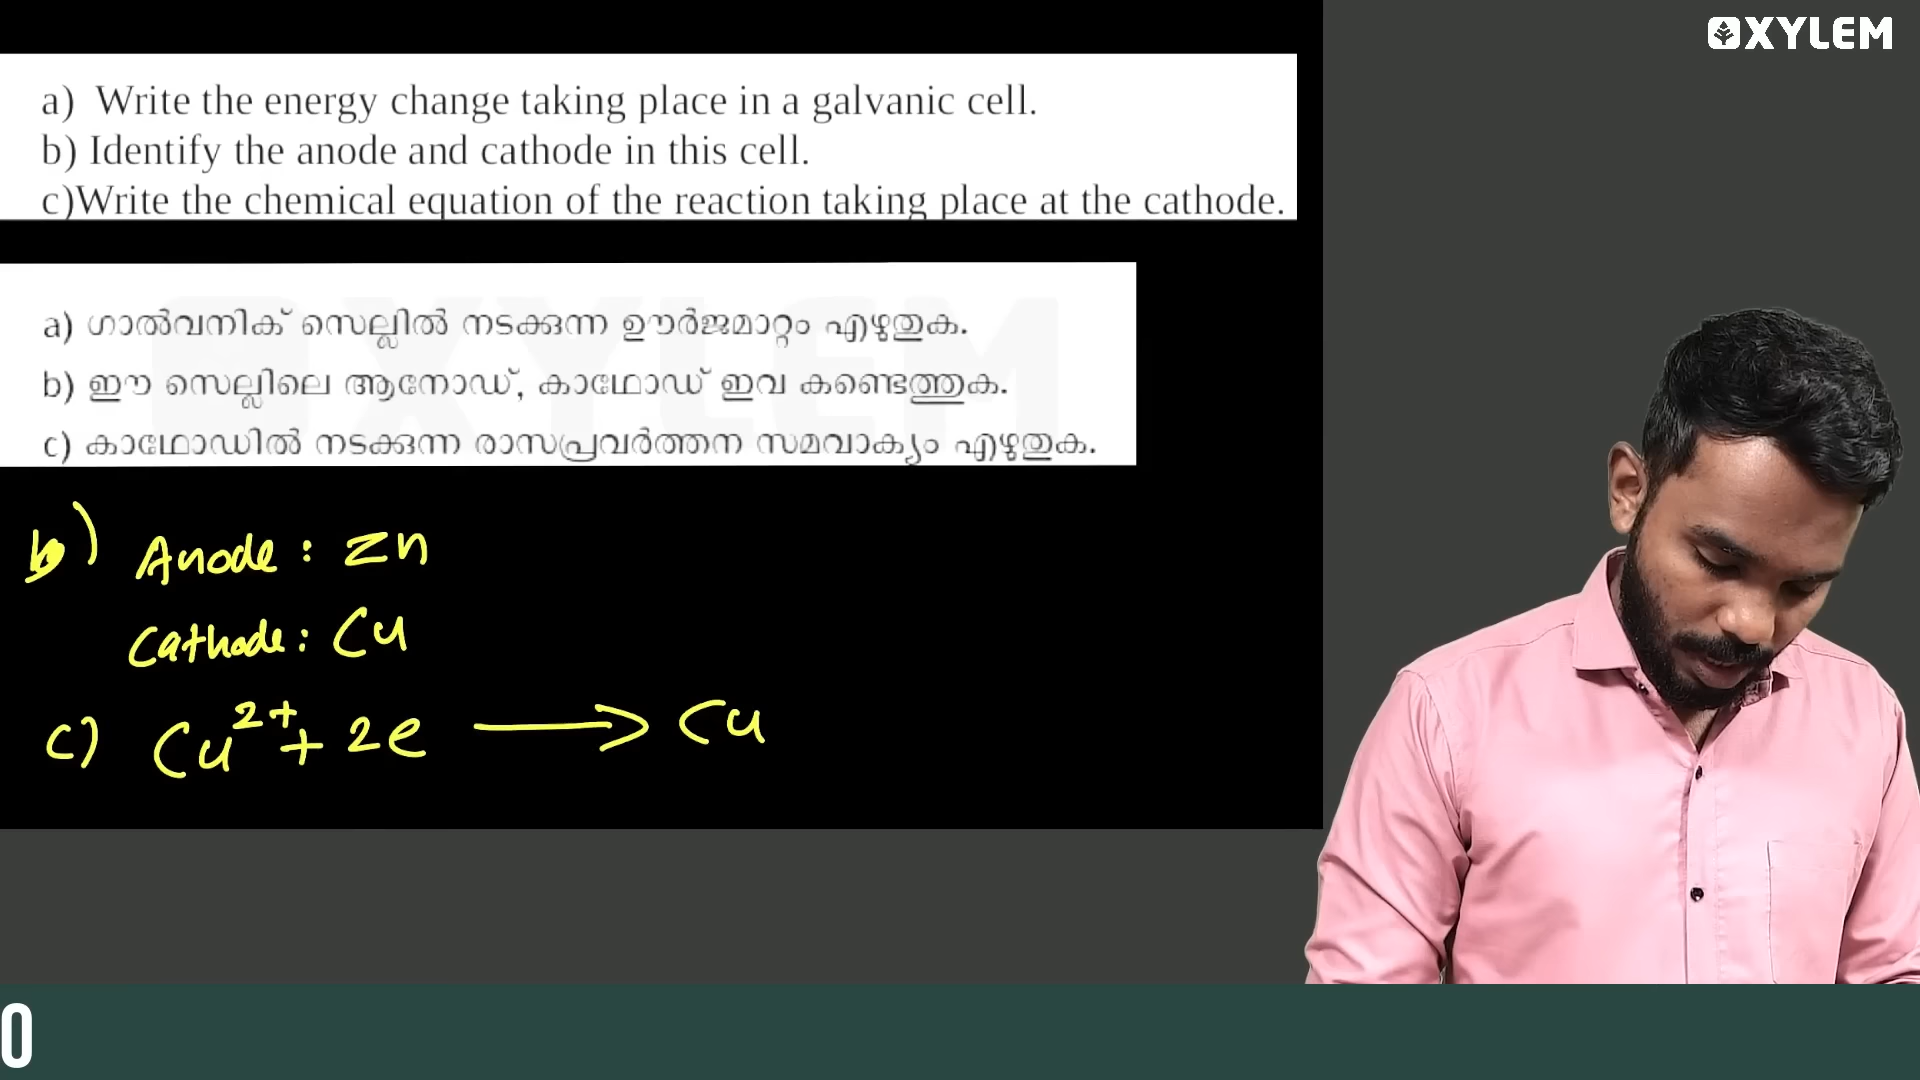 XYLEM
a) Write the energy change taking place in a galvanic cell.
b) Identify the anode and cathode in this cell.
c)Write the chemical equation of the reaction taking place at the cathode.
XYLEM
a) ഗാൽവനിക് സെല്ലിൽ നടക്കുന്ന ഊർജമാറ്റം എഴുതുക.
b) ഈ സെല്ലിലെ ആനോഡ്, കാഥോഡ് ഇവ കണ്ടെത്തുക.
c) കാഥോഡിൽ നടക്കുന്ന രാസപ്രവർത്തന സമവാക്യം എഴുതുക.
b) Anode : Zn
Cathode : Cu
c) Cu²⁺ + 2e ⟶ Cu
0